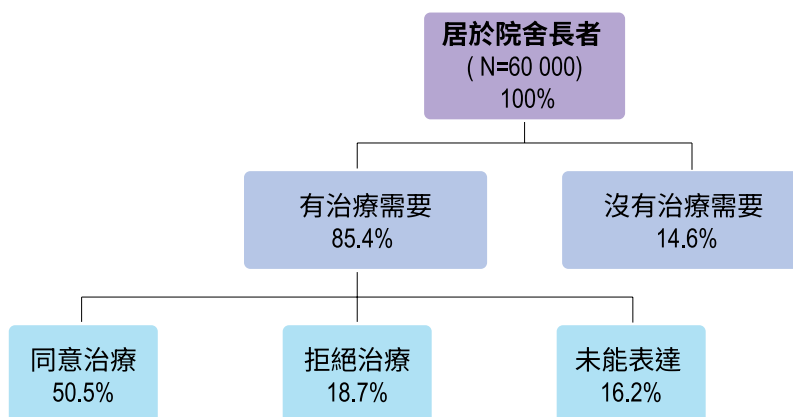 居於院舍長者
( N=60 000)
100%
有治療需要
85.4%
沒有治療需要
14.6%
同意治療
50.5%
拒絕治療
18.7%
未能表達
16.2%